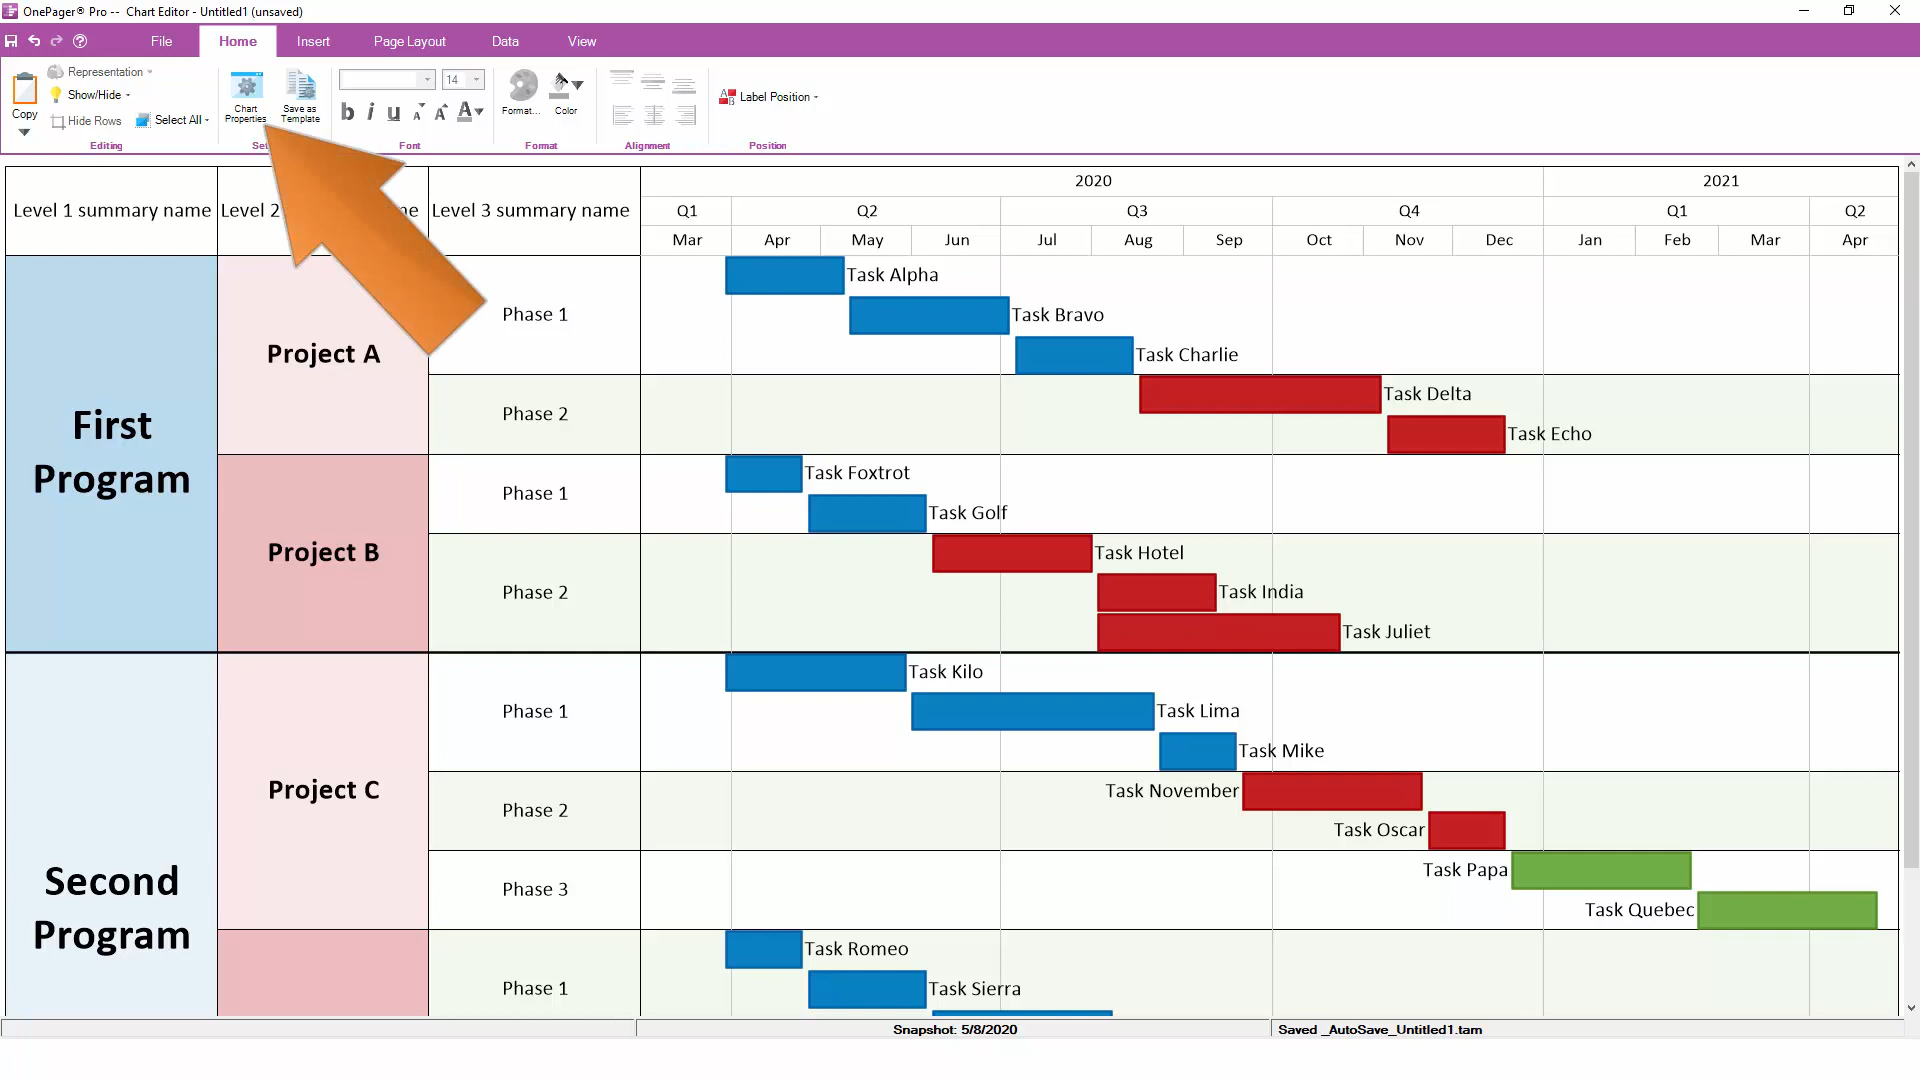 OnePager® Pro -- Chart Editor - Untitled1 (unsaved)
File Home Insert Page Layout Data View
Copy
Representation
Show/Hide
Hide Rows
Select All
Editing
Chart
Properties
Save as
Template
14
b i u A A A
Font
Format...
Color
Format
Alignment
Label Position
Position
Level 1 summary name
Level 2
Level 3 summary name
2020 2021
Q1 Q2 Q3 Q4 Q1 Q2
Mar Apr May Jun Jul Aug Sep Oct Nov Dec Jan Feb Mar Apr
First
Program
Project A
Phase 1
Task Alpha
Task Bravo
Task Charlie
Phase 2
Task Delta
Task Echo
Project B
Phase 1
Task Foxtrot
Task Golf
Phase 2
Task Hotel
Task India
Task Juliet
Second
Program
Project C
Phase 1
Task Kilo
Task Lima
Task Mike
Phase 2
Task November
Task Oscar
Phase 3
Task Papa
Task Quebec
Phase 1
Task Romeo
Task Sierra
Snapshot: 5/8/2020
Saved _AutoSave_Untitled1.tam